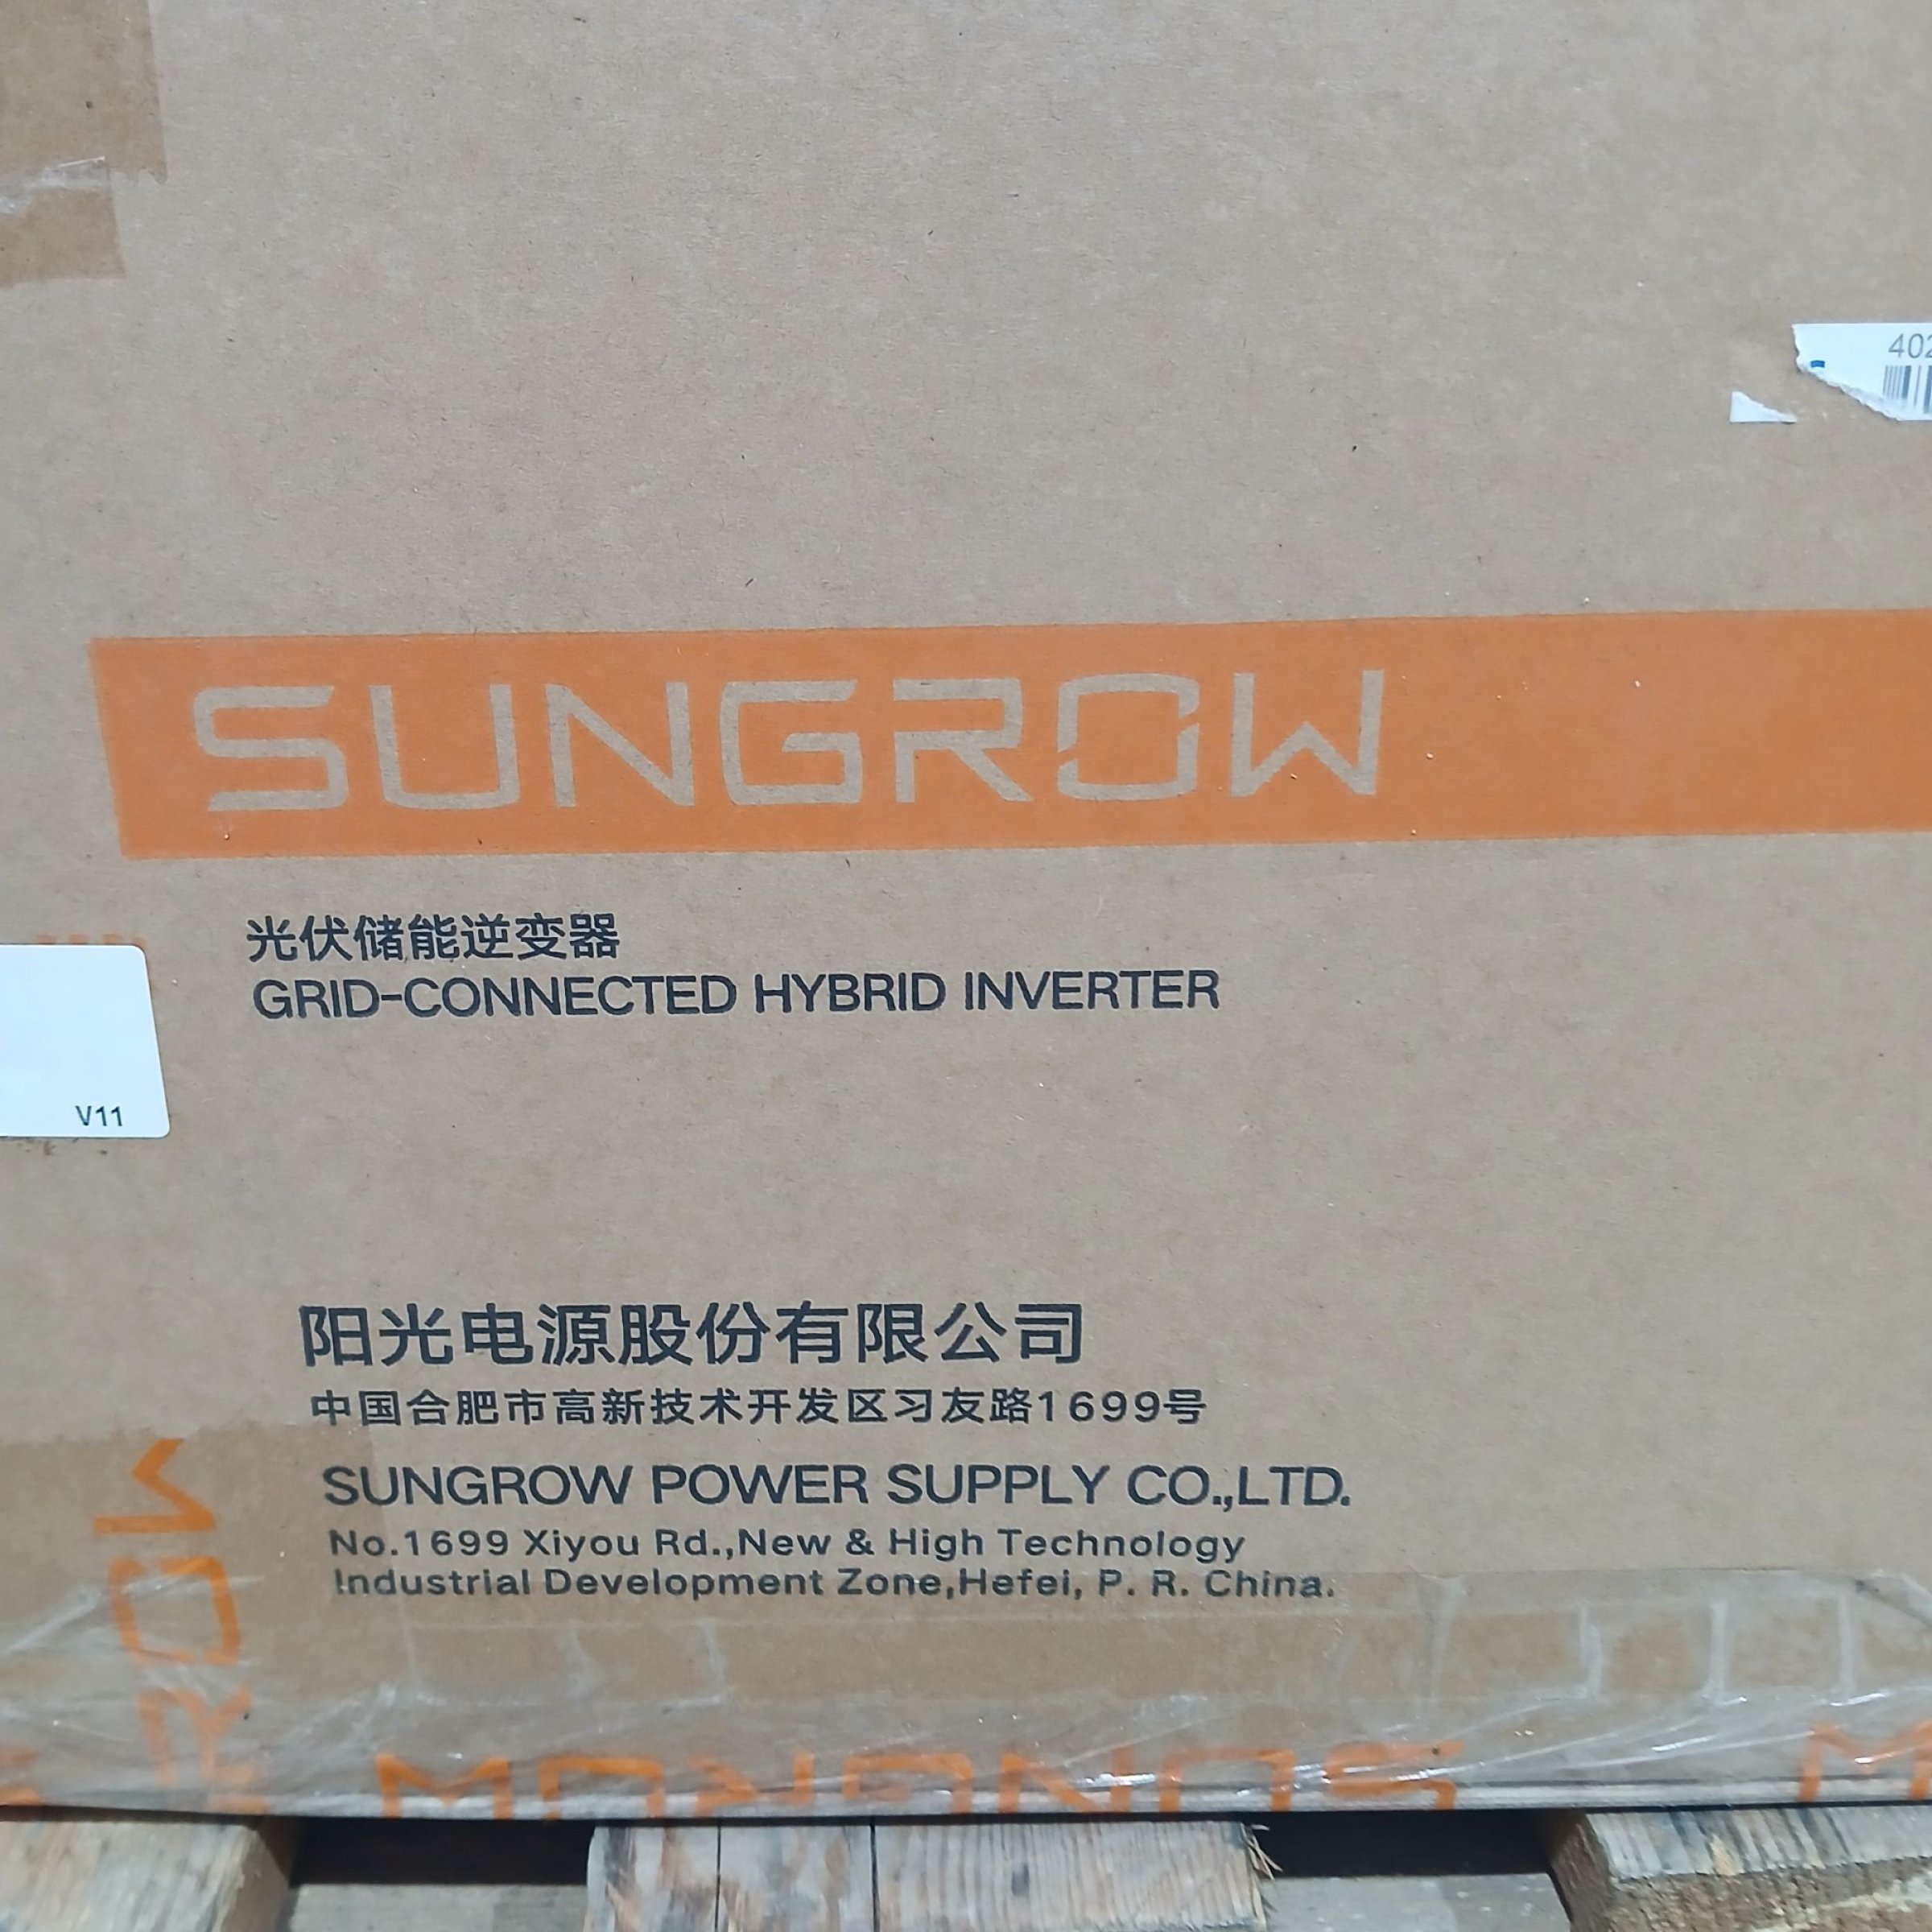 402
SUNGROW
光伏储能逆变器
GRID-CONNECTED HYBRID INVERTER
V11
阳光电源股份有限公司
中国合肥市高新技术开发区习友路1699号
SUNGROW POWER SUPPLY CO.,LTD.
No.1699 Xiyou Rd.,New & High Technology
Industrial Development Zone,Hefei, P. R. China.
SUNGROW